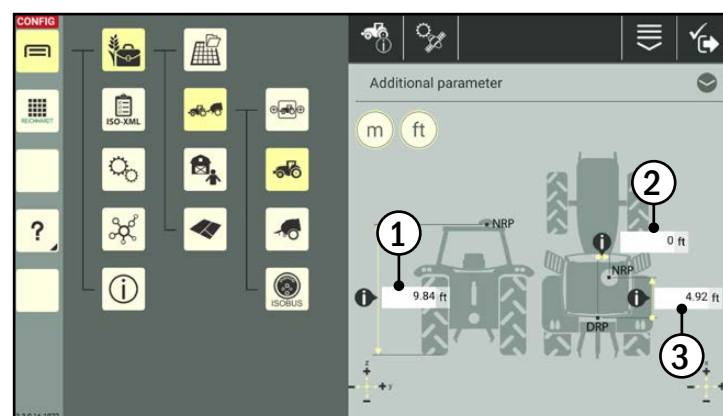 CONFIG
REICHHARDT
ISO-XML
?
ISOBUS
Additional parameter
m
ft
NRP
1
9.84 ft
z
y
2
0 ft
NRP
4.92 ft
DRP
3
x